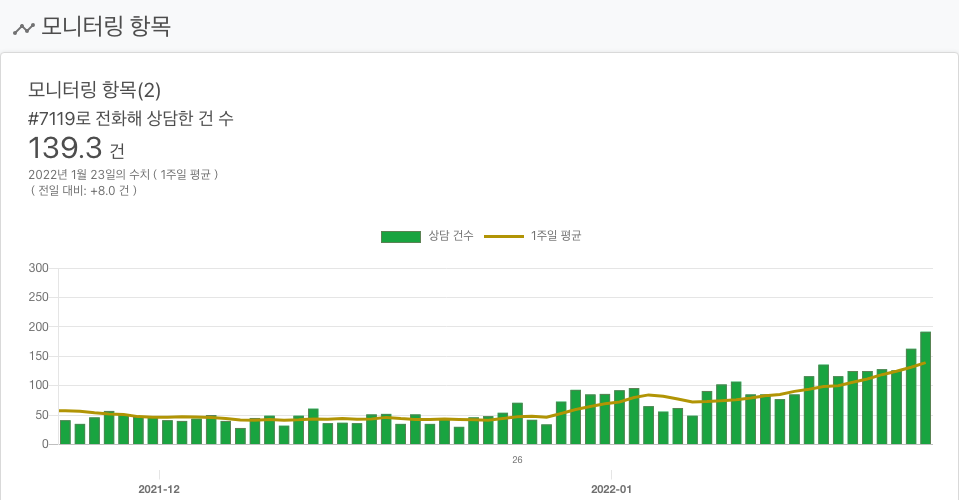 모니터링 항목
모니터링 항목(2)
#7119로 전화해 상담한 건 수
139.3 건
2022년 1월 23일의 수치 ( 1주일 평균 )
( 전일 대비: +8.0 건 )
상담 건수 1주일 평균
300
250
200
150
100
50
0
26
2021-12 2022-01